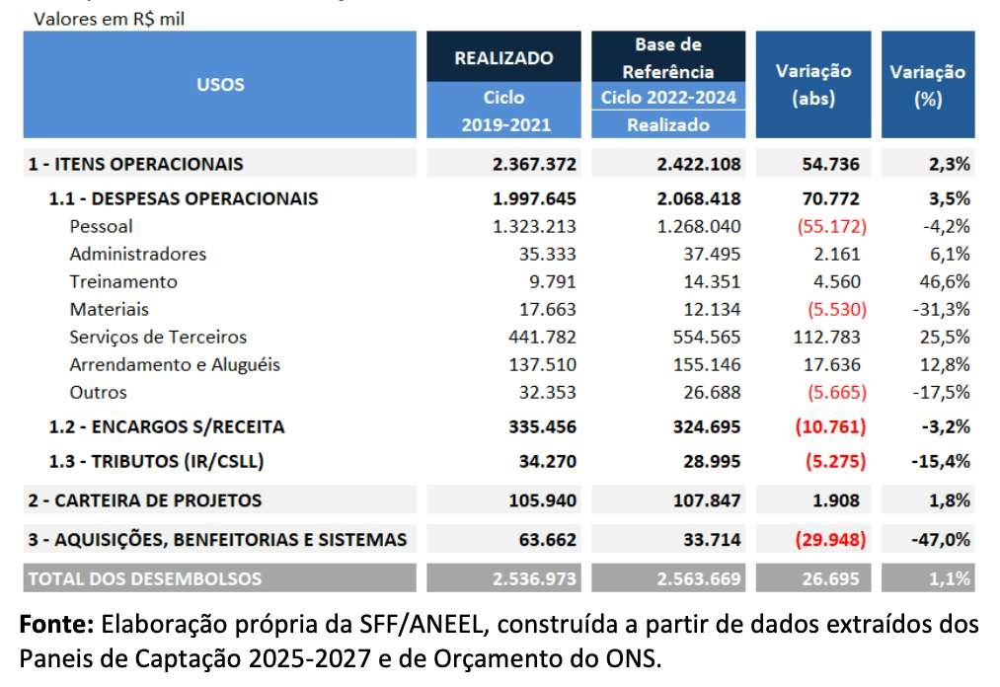 Valores em R$ mil
USOS REALIZADO Ciclo 2019-2021 Base de Referência Ciclo 2022-2024 Realizado Variação (abs) Variação (%)
1 - ITENS OPERACIONAIS 2.367.372 2.422.108 54.736 2,3%
1.1 - DESPESAS OPERACIONAIS 1.997.645 2.068.418 70.772 3,5%
Pessoal 1.323.213 1.268.040 (55.172) -4,2%
Administradores 35.333 37.495 2.161 6,1%
Treinamento 9.791 14.351 4.560 46,6%
Materiais 17.663 12.134 (5.530) -31,3%
Serviços de Terceiros 441.782 554.565 112.783 25,5%
Arrendamento e Aluguéis 137.510 155.146 17.636 12,8%
Outros 32.353 26.688 (5.665) -17,5%
1.2 - ENCARGOS S/RECEITA 335.456 324.695 (10.761) -3,2%
1.3 - TRIBUTOS (IR/CSLL) 34.270 28.995 (5.275) -15,4%
2 - CARTEIRA DE PROJETOS 105.940 107.847 1.908 1,8%
3 - AQUISIÇÕES, BENFEITORIAS E SISTEMAS 63.662 33.714 (29.948) -47,0%
TOTAL DOS DESEMBOLSOS 2.536.973 2.563.669 26.695 1,1%
Fonte: Elaboração própria da SFF/ANEEL, construída a partir de dados extraídos dos
Paneis de Captação 2025-2027 e de Orçamento do ONS.